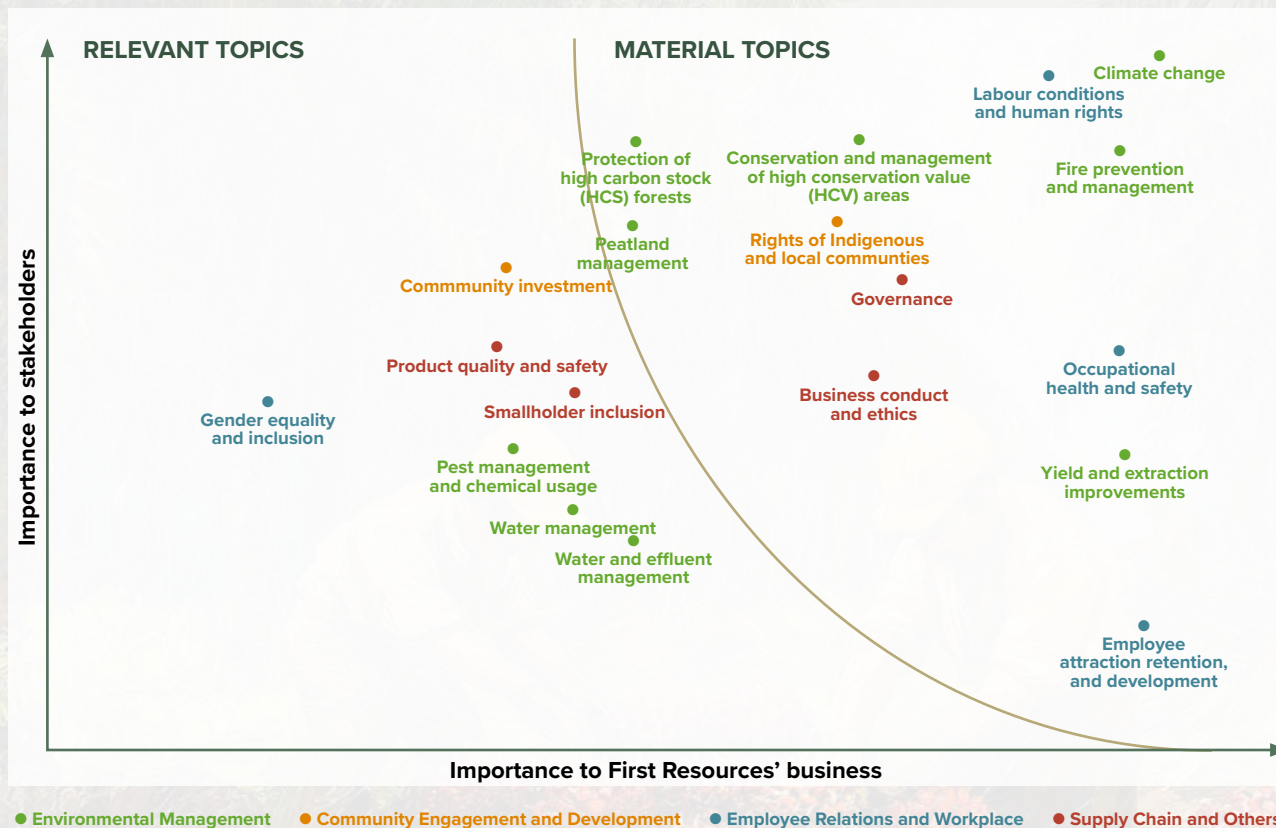 RELEVANT TOPICS
MATERIAL TOPICS
Climate change
Labour conditions
and human rights
Protection of
high carbon stock
(HCS) forests
Conservation and management
of high conservation value
(HCV) areas
Fire prevention
and management
Peatland
management
Rights of Indigenous
and local communties
Commmunity investment
Governance
Product quality and safety
Occupational
health and safety
Smallholder inclusion
Business conduct
and ethics
Gender equality
and inclusion
Pest management
and chemical usage
Yield and extraction
improvements
Water management
Water and effluent
management
Employee
attraction retention,
and development
Importance to stakeholders
Importance to First Resources’ business
Environmental Management
Community Engagement and Development
Employee Relations and Workplace
Supply Chain and Others